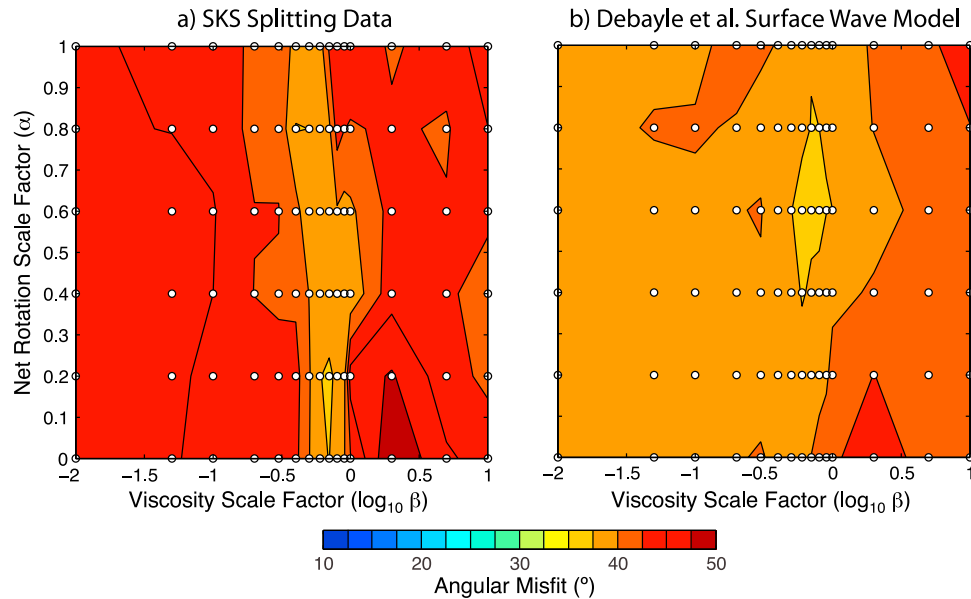 a) SKS Splitting Data
b) Debayle et al. Surface Wave Model
Net Rotation Scale Factor (α)
1
0.9
0.8
0.7
0.6
0.5
0.4
0.3
0.2
0.1
0
−2 −1.5 −1 −0.5 0 0.5 1
−2 −1.5 −1 −0.5 0 0.5 1
Viscosity Scale Factor (log10 β)
Viscosity Scale Factor (log10 β)
10 20 30 40 50
Angular Misfit (º)